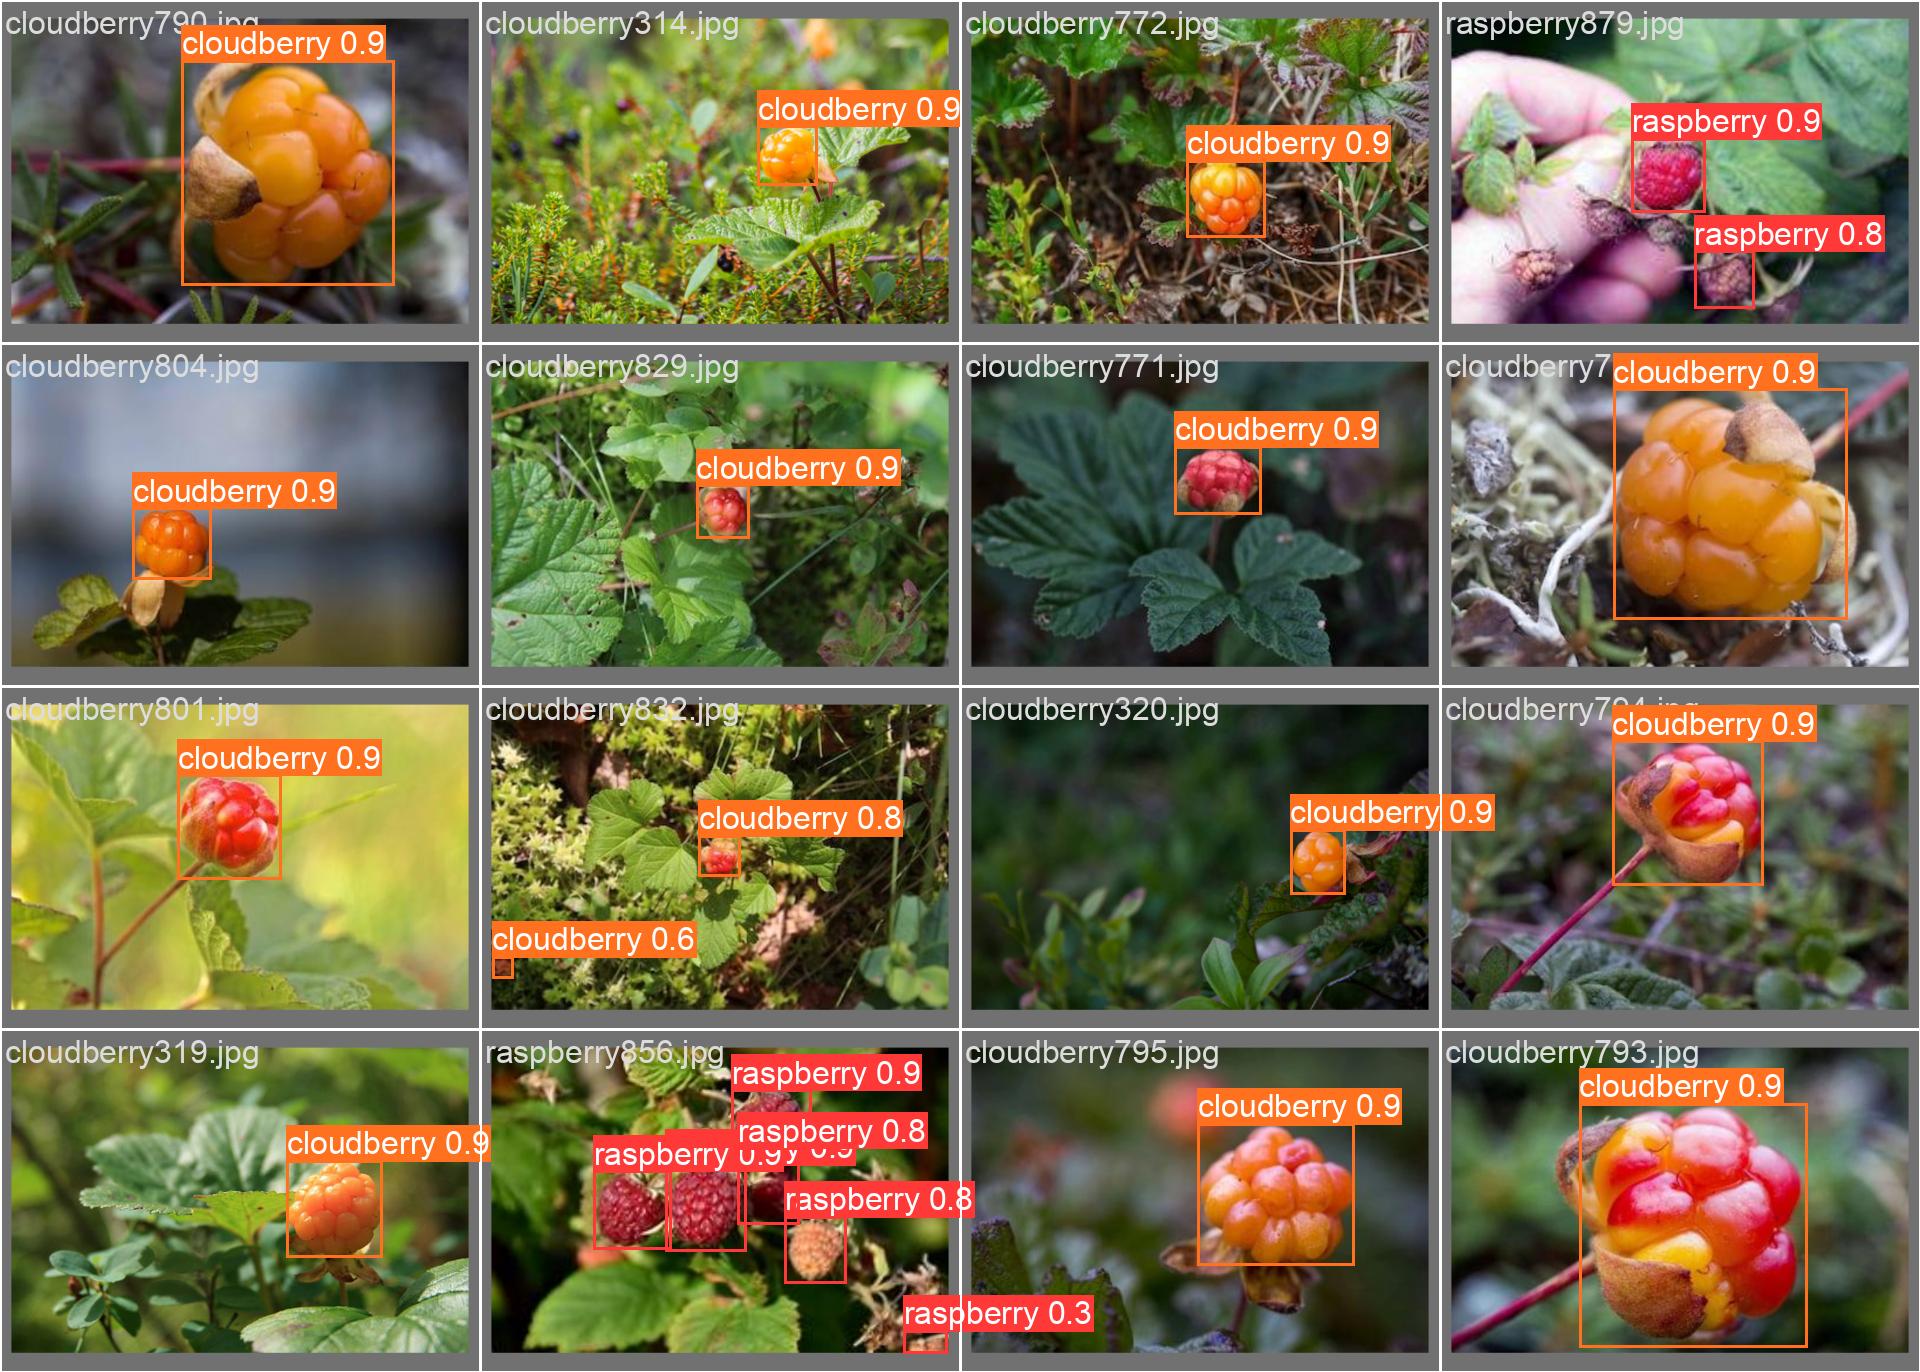 cloudberry790.jpg
cloudberry 0.9
cloudberry314.jpg
cloudberry 0.9
cloudberry772.jpg
cloudberry 0.9
raspberry879.jpg
raspberry 0.9
raspberry 0.8
cloudberry804.jpg
cloudberry 0.9
cloudberry829.jpg
cloudberry 0.9
cloudberry771.jpg
cloudberry 0.9
cloudberry7
cloudberry 0.9
cloudberry801.jpg
cloudberry 0.9
cloudberry832.jpg
cloudberry 0.8
cloudberry 0.6
cloudberry320.jpg
cloudberry 0.9
cloudberry794.jpg
cloudberry 0.9
cloudberry319.jpg
cloudberry 0.9
raspberry856.jpg
raspberry 0.9
raspberry 0.8
raspberry 0.9
raspberry 0.8
raspberry 0.3
cloudberry795.jpg
cloudberry 0.9
cloudberry793.jpg
cloudberry 0.9